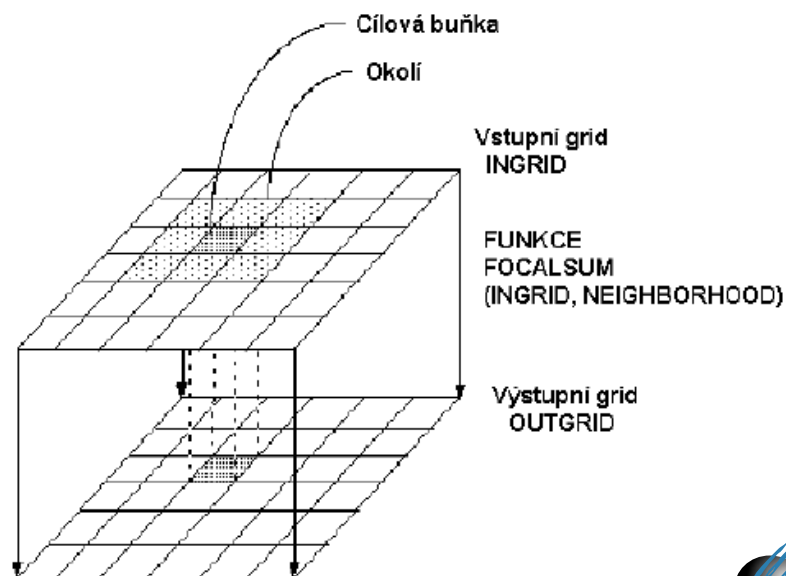 Cílová buňka
Okolí
Vstupní grid
INGRID
FUNKCE
FOCALSUM
(INGRID, NEIGHBORHOOD)
Výstupní grid
OUTGRID